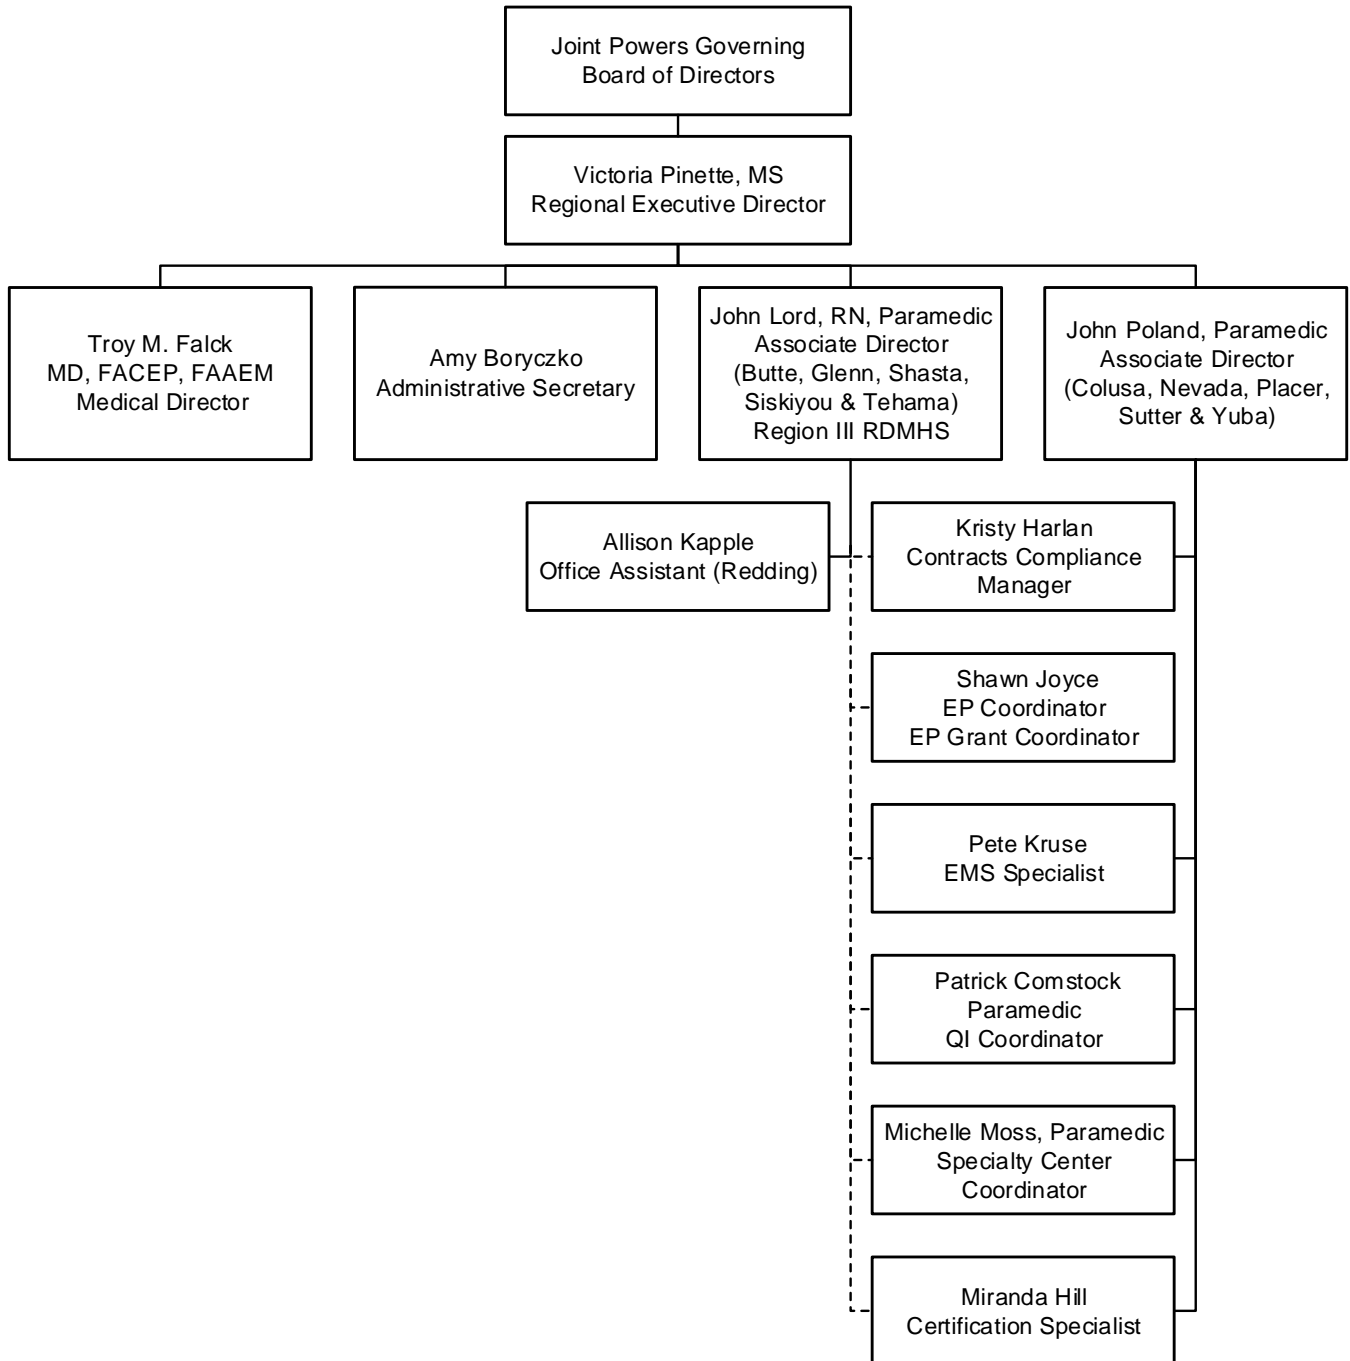 Joint Powers Governing
Board of Directors
Victoria Pinette, MS
Regional Executive Director
Troy M. Falck
MD, FACEP, FAAEM
Medical Director
Amy Boryczko
Administrative Secretary
John Lord, RN, Paramedic
Associate Director
(Butte, Glenn, Shasta,
Siskiyou & Tehama)
Region III RDMHS
John Poland, Paramedic
Associate Director
(Colusa, Nevada, Placer,
Sutter & Yuba)
Allison Kapple
Office Assistant (Redding)
Kristy Harlan
Contracts Compliance
Manager
Shawn Joyce
EP Coordinator
EP Grant Coordinator
Pete Kruse
EMS Specialist
Patrick Comstock
Paramedic
QI Coordinator
Michelle Moss, Paramedic
Specialty Center
Coordinator
Miranda Hill
Certification Specialist